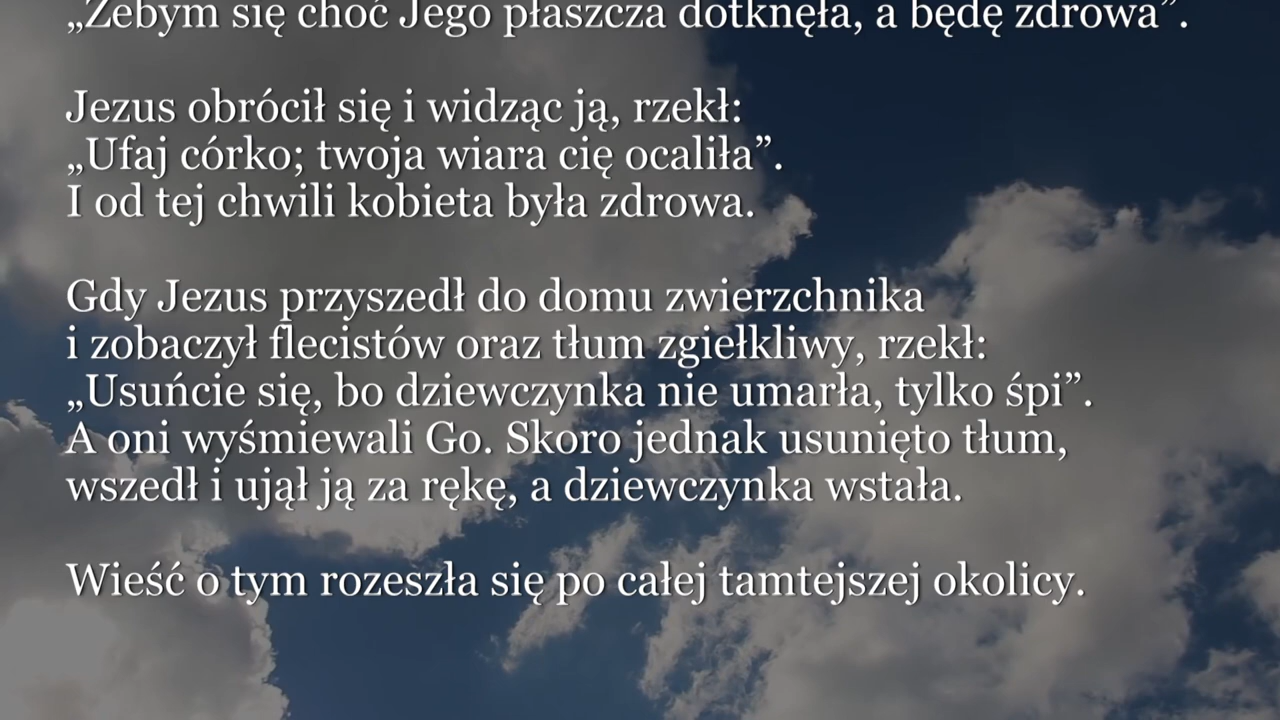 „Żebym się choć Jego płaszcza dotknęła, a będę zdrowa”.
Jezus obrócił się i widząc ją, rzekł:
„Ufaj córko; twoja wiara cię ocaliła”.
I od tej chwili kobieta była zdrowa.
Gdy Jezus przyszedł do domu zwierzchnika
i zobaczył flecistów oraz tłum zgiełkliwy, rzekł:
„Usuńcie się, bo dziewczynka nie umarła, tylko śpi”.
A oni wyśmiewali Go. Skoro jednak usunięto tłum,
wszedł i ujął ją za rękę, a dziewczynka wstała.
Wieść o tym rozeszła się po całej tamtejszej okolicy.